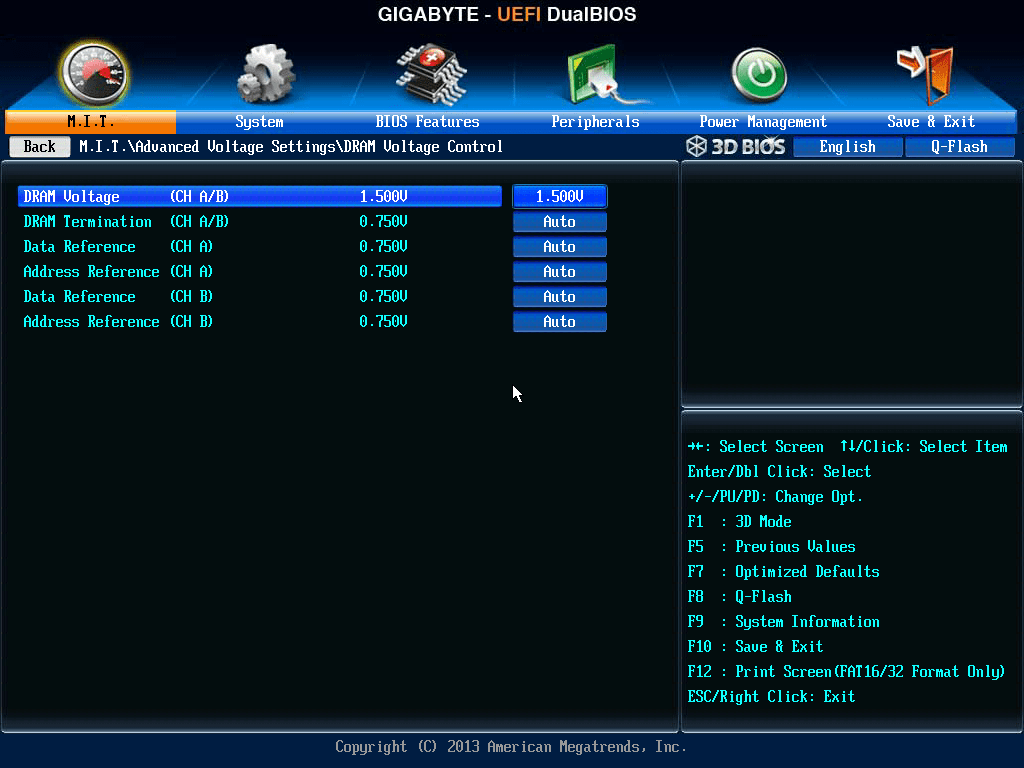 GIGABYTE - UEFI DualBIOS
M.I.T. System BIOS Features Peripherals Power Management Save & Exit
Back M.I.T.\Advanced Voltage Settings\DRAM Voltage Control 3D BIOS English Q-Flash
DRAM Voltage (CH A/B) 1.500V 1.500V
DRAM Termination (CH A/B) 0.750V Auto
Data Reference (CH A) 0.750V Auto
Address Reference (CH A) 0.750V Auto
Data Reference (CH B) 0.750V Auto
Address Reference (CH B) 0.750V Auto
→←: Select Screen ↑↓/Click: Select Item
Enter/Dbl Click: Select
+/-/PU/PD: Change Opt.
F1 : 3D Mode
F5 : Previous Values
F7 : Optimized Defaults
F8 : Q-Flash
F9 : System Information
F10 : Save & Exit
F12 : Print Screen(FAT16/32 Format Only)
ESC/Right Click: Exit
Copyright (C) 2013 American Megatrends, Inc.